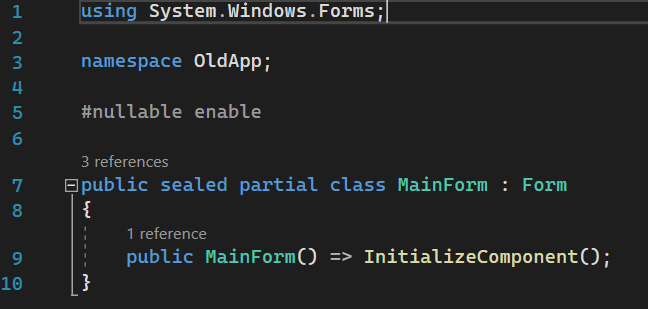 1 using System.Windows.Forms;
2
3 namespace OldApp;
4
5 #nullable enable
6
3 references
7 public sealed partial class MainForm : Form
8 {
1 reference
9 public MainForm() => InitializeComponent();
10 }